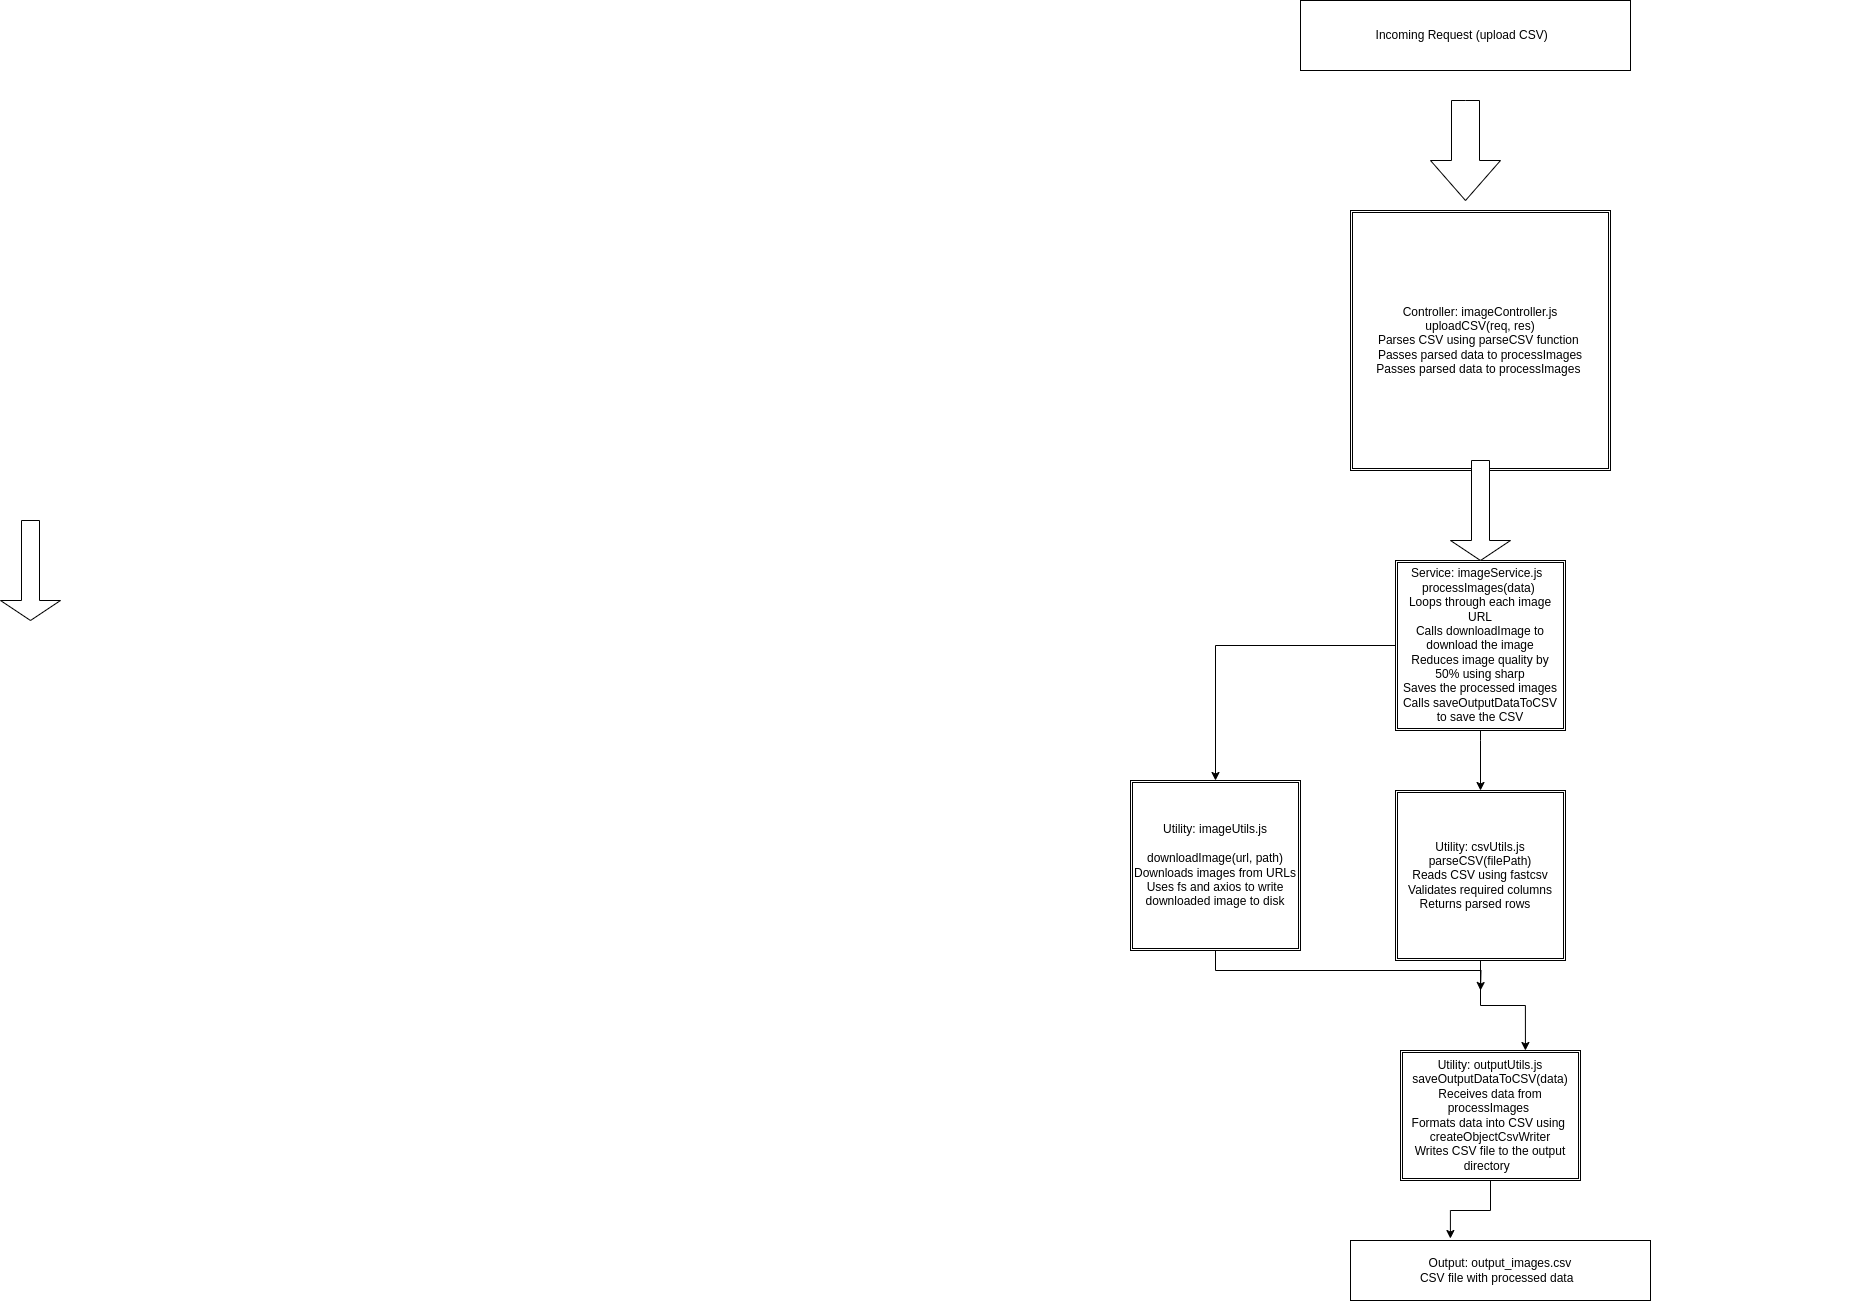 Incoming Request (upload CSV)
Controller: imageController.js
uploadCSV(req, res)
Parses CSV using parseCSV function
Passes parsed data to processImages
Passes parsed data to processImages
Service: imageService.js
processImages(data)
Loops through each image
URL
Calls downloadImage to
download the image
Reduces image quality by
50% using sharp
Saves the processed images
Calls saveOutputDataToCSV
to save the CSV
Utility: imageUtils.js
downloadImage(url, path)
Downloads images from URLs
Uses fs and axios to write
downloaded image to disk
Utility: csvUtils.js
parseCSV(filePath)
Reads CSV using fastcsv
Validates required columns
Returns parsed rows
Utility: outputUtils.js
saveOutputDataToCSV(data)
Receives data from
processImages
Formats data into CSV using
createObjectCsvWriter
Writes CSV file to the output
directory
Output: output_images.csv
CSV file with processed data